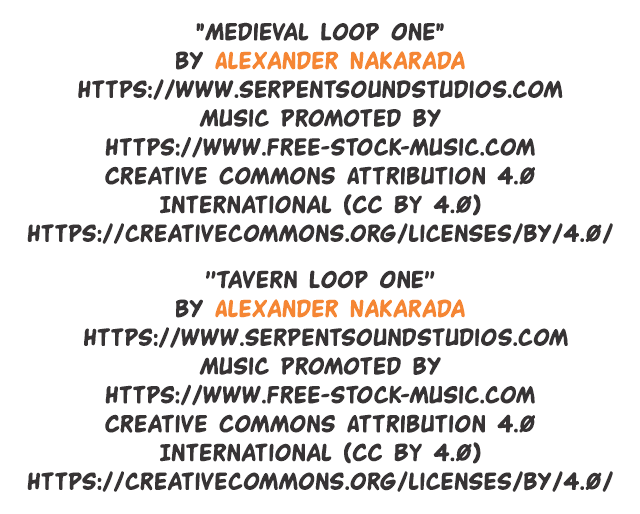 "MEDIEVAL LOOP ONE"
BY ALEXANDER NAKARADA
HTTPS://WWW.SERPENTSOUNDSTUDIOS.COM
MUSIC PROMOTED BY
HTTPS://WWW.FREE-STOCK-MUSIC.COM
CREATIVE COMMONS ATTRIBUTION 4.0
INTERNATIONAL (CC BY 4.0)
HTTPS://CREATIVECOMMONS.ORG/LICENSES/BY/4.0/
"TAVERN LOOP ONE"
BY ALEXANDER NAKARADA
HTTPS://WWW.SERPENTSOUNDSTUDIOS.COM
MUSIC PROMOTED BY
HTTPS://WWW.FREE-STOCK-MUSIC.COM
CREATIVE COMMONS ATTRIBUTION 4.0
INTERNATIONAL (CC BY 4.0)
HTTPS://CREATIVECOMMONS.ORG/LICENSES/BY/4.0/